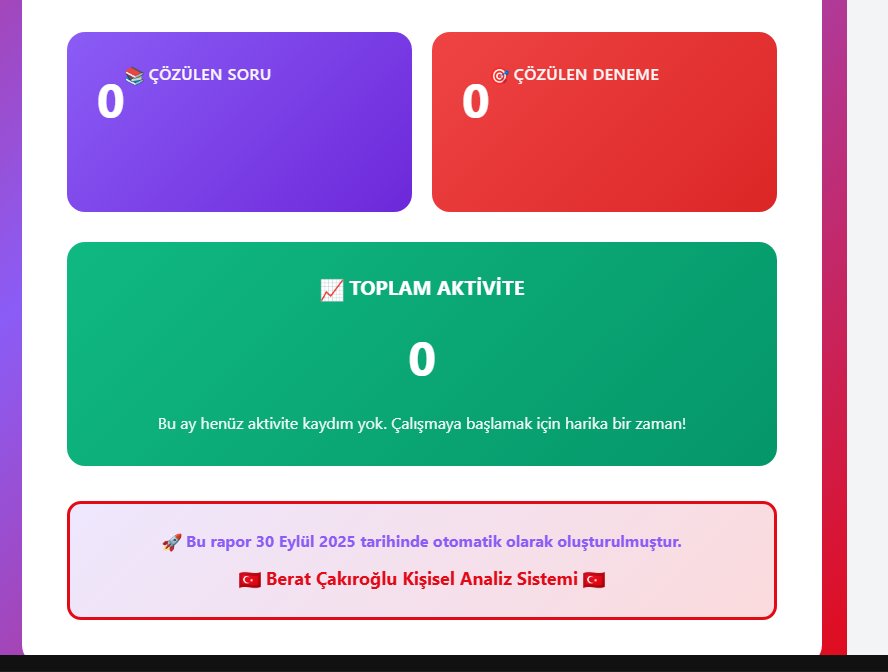 📚 ÇÖZÜLEN SORU
0
🎯 ÇÖZÜLEN DENEME
0
📈 TOPLAM AKTİVİTE
0
Bu ay henüz aktivite kaydım yok. Çalışmaya başlamak için harika bir zaman!
🚀 Bu rapor 30 Eylül 2025 tarihinde otomatik olarak oluşturulmuştur.
🇹🇷 Berat Çakıroğlu Kişisel Analiz Sistemi 🇹🇷